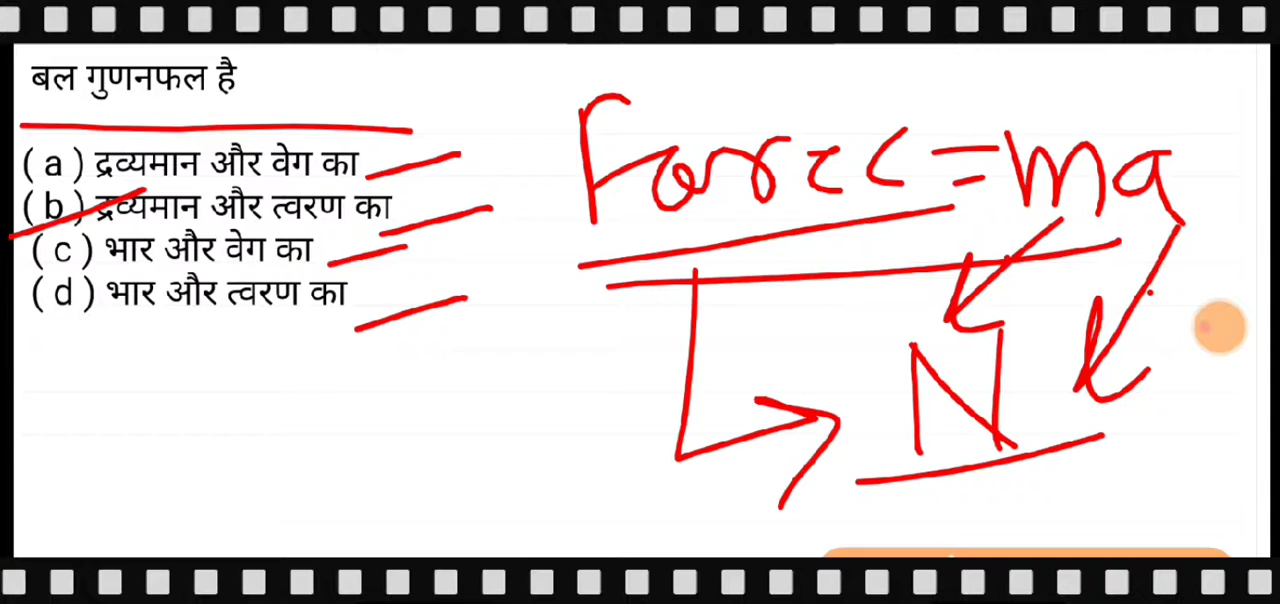 बल गुणनफल है
( a ) द्रव्यमान और वेग का
( b ) द्रव्यमान और त्वरण का
( c ) भार और वेग का
( d ) भार और त्वरण का
Force = ma
N